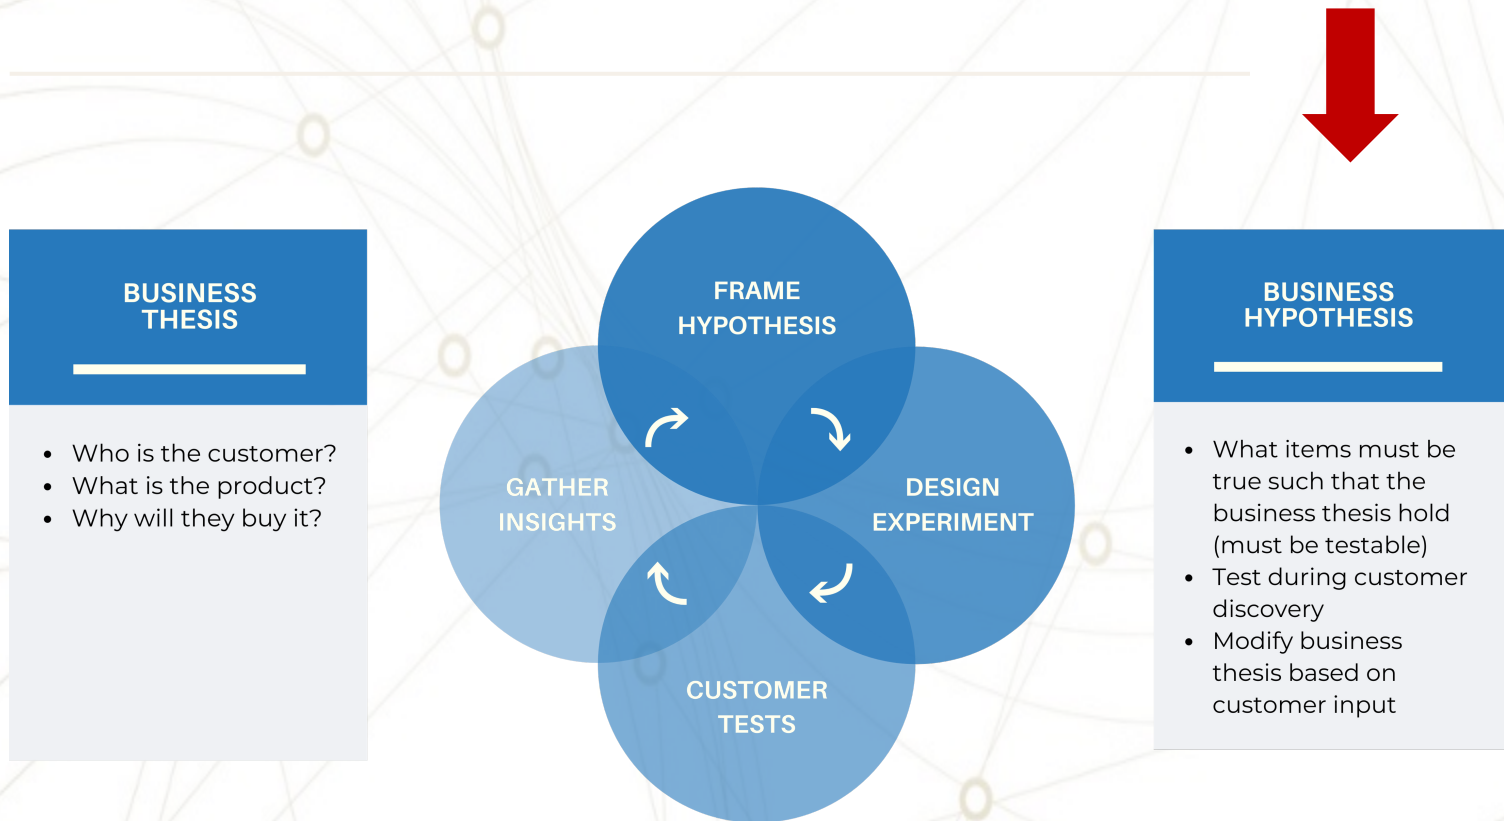 BUSINESS
THESIS
• Who is the customer?
• What is the product?
• Why will they buy it?
FRAME
HYPOTHESIS
DESIGN
EXPERIMENT
CUSTOMER
TESTS
GATHER
INSIGHTS
BUSINESS
HYPOTHESIS
• What items must be
true such that the
business thesis hold
(must be testable)
• Test during customer
discovery
• Modify business
thesis based on
customer input